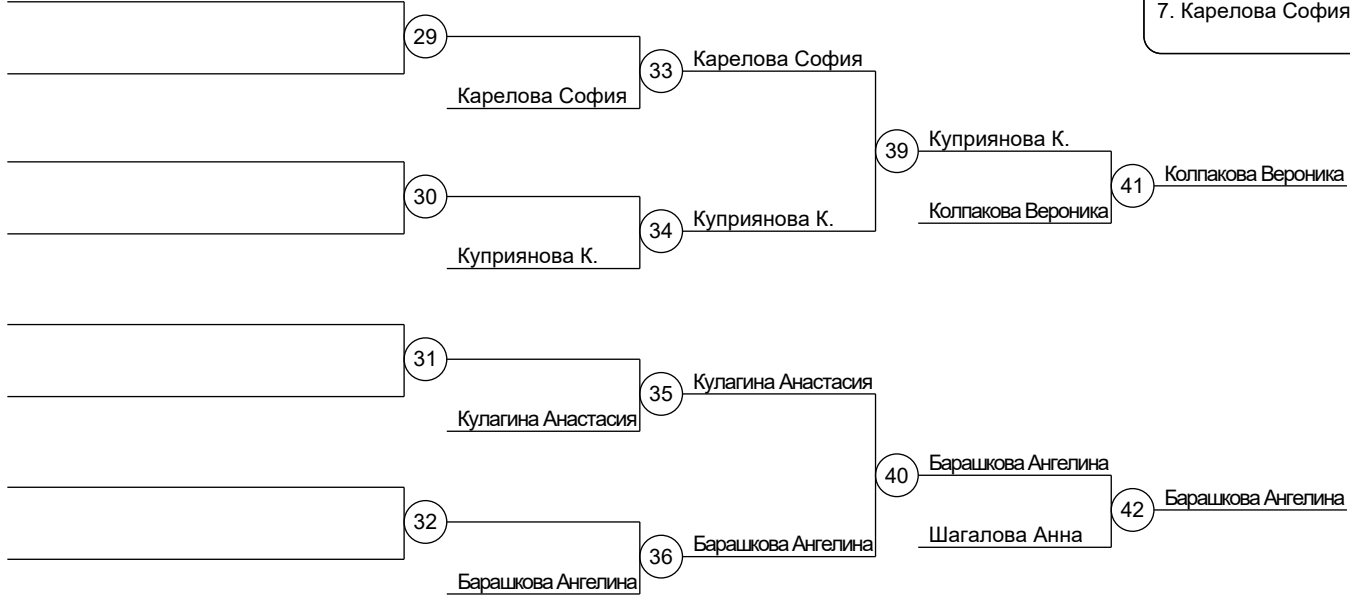 7. Карелова София
29
33
Карелова София
Карелова София
39
Куприянова К.
30
41
Колпакова Вероника
34
Куприянова К.
Колпакова Вероника
Куприянова К.
31
35
Кулагина Анастасия
Кулагина Анастасия
40
Барашкова Ангелина
32
42
Барашкова Ангелина
36
Барашкова Ангелина
Шагалова Анна
Барашкова Ангелина